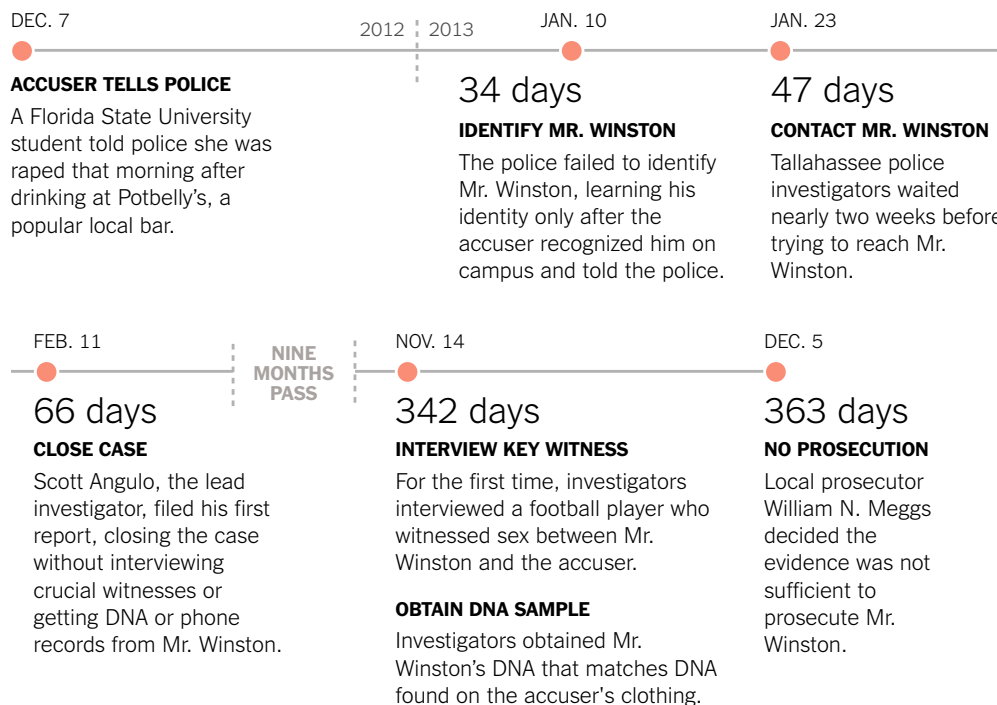 DEC. 7
ACCUSER TELLS POLICE
A Florida State University
student told police she was
raped that morning after
drinking at Potbelly’s, a
popular local bar.
2012
2013
JAN. 10
34 days
IDENTIFY MR. WINSTON
The police failed to identify
Mr. Winston, learning his
identity only after the
accuser recognized him on
campus and told the police.
JAN. 23
47 days
CONTACT MR. WINSTON
Tallahassee police
investigators waited
nearly two weeks before
trying to reach Mr.
Winston.
FEB. 11
66 days
CLOSE CASE
Scott Angulo, the lead
investigator, filed his first
report, closing the case
without interviewing
crucial witnesses or
getting DNA or phone
records from Mr. Winston.
NINE
MONTHS
PASS
NOV. 14
342 days
INTERVIEW KEY WITNESS
For the first time, investigators
interviewed a football player who
witnessed sex between Mr.
Winston and the accuser.
OBTAIN DNA SAMPLE
Investigators obtained Mr.
Winston’s DNA that matches DNA
found on the accuser's clothing.
DEC. 5
363 days
NO PROSECUTION
Local prosecutor
William N. Meggs
decided the
evidence was not
sufficient to
prosecute Mr.
Winston.